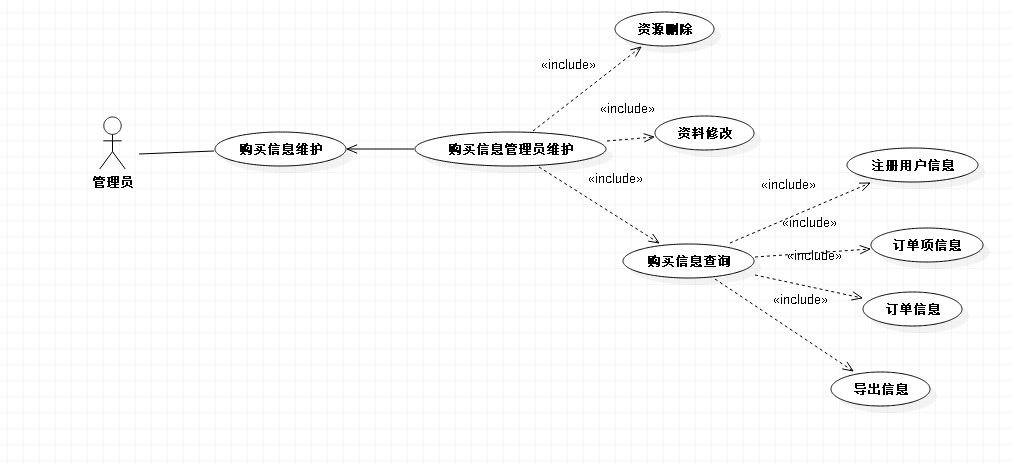 资源删除
«include»
«include»
资料修改
购买信息维护
购买信息管理员维护
管理员
«include»
注册用户信息
«include»
«include»
订单项信息
«include»
购买信息查询
«include»
订单信息
导出信息